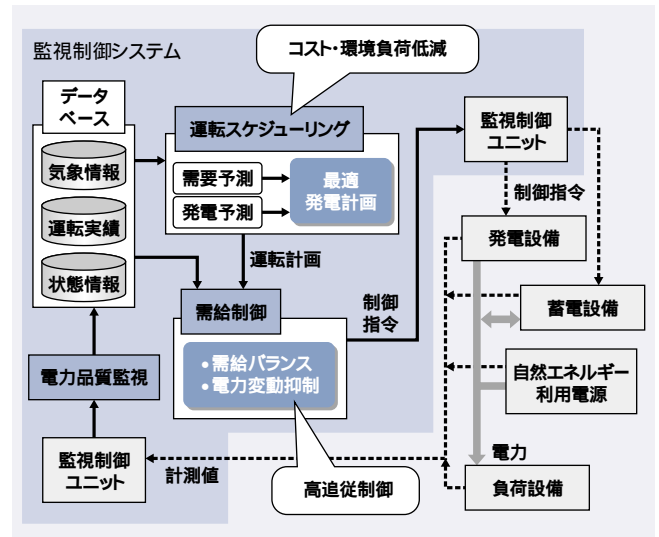 監視制御システム
コスト・環境負荷低減
データ
ベース
気象情報
運転実績
状態情報
運転スケジューリング
需要予測
発電予測
最適
発電計画
運転計画
需給制御
•需給バランス
•電力変動抑制
高追従制御
制御
指令
監視制御
ユニット
制御指令
発電設備
蓄電設備
自然エネルギー
利用電源
電力
負荷設備
計測値
電力品質監視
監視制御
ユニット